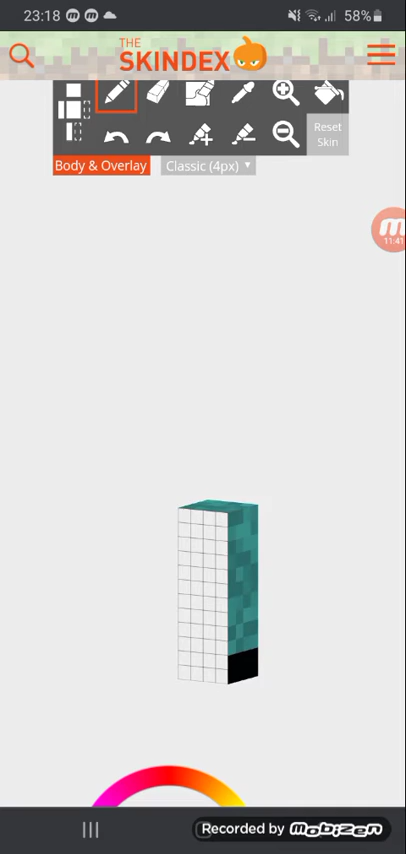 23:18 58%
THE
SKINDEX
Reset
Skin
Body & Overlay Classic (4px)
11:41
Recorded by mobizen